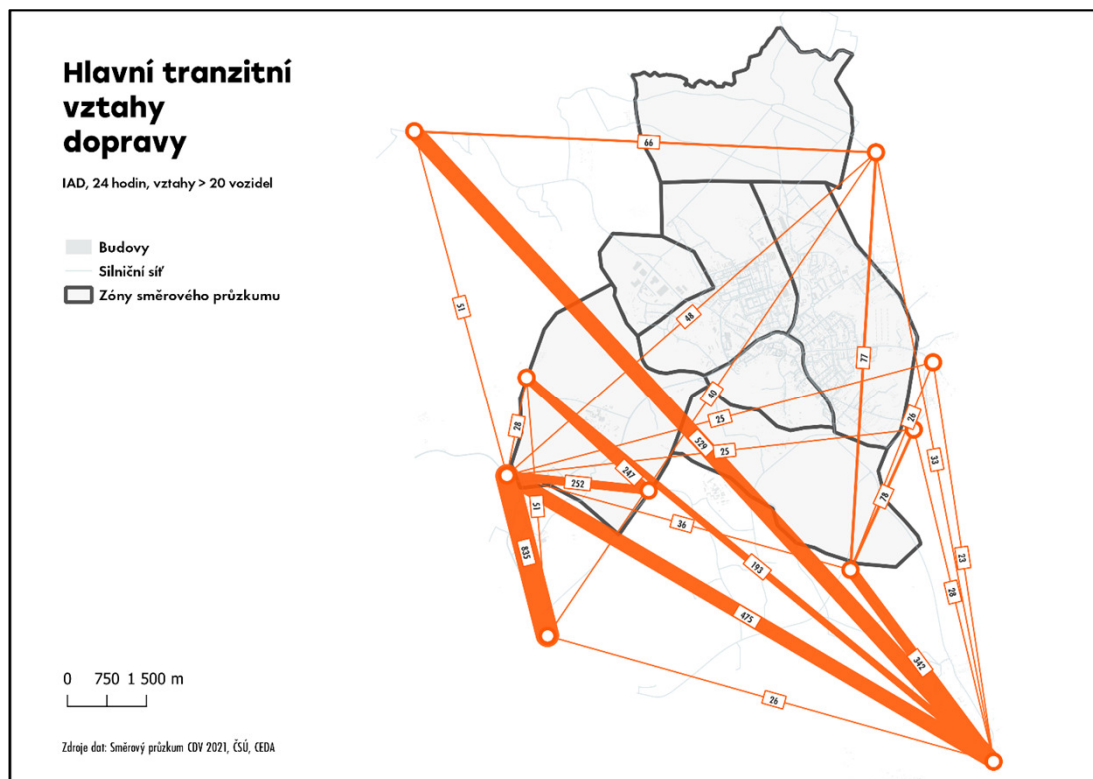 Hlavní tranzitní
vztahy
dopravy
IAD, 24 hodin, vztahy > 20 vozidel
Budovy
Silniční síť
Zóny směrového průzkumu
66
51
48
77
40
25
26
529
25
33
28
247
252
78
51
36
835
193
23
28
475
342
26
0 750 1 500 m
Zdroje dat: Směrový průzkum CDV 2021, ČSÚ, CEDA